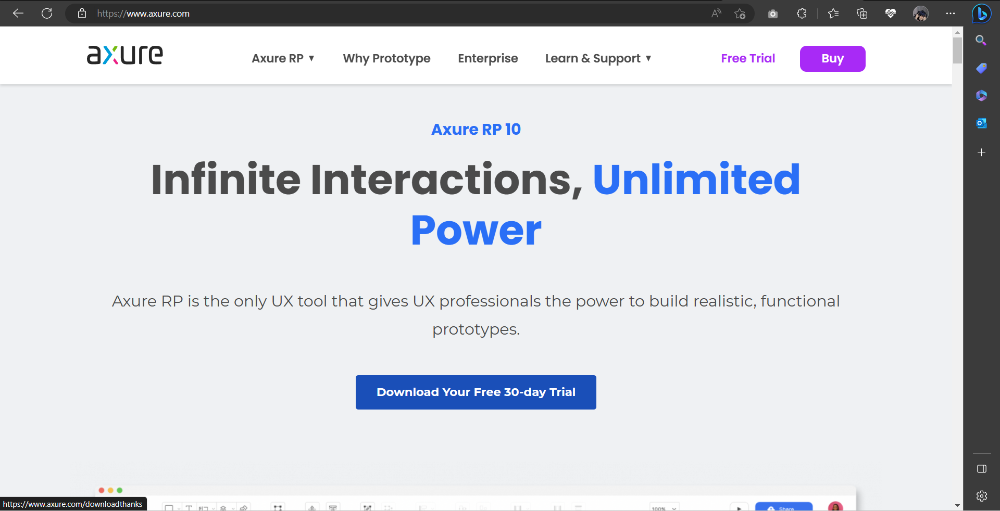 https://www.axure.com
axure
Axure RP ▼
Why Prototype
Enterprise
Learn & Support ▼
Free Trial
Buy
Axure RP 10
Infinite Interactions, Unlimited
Power
Axure RP is the only UX tool that gives UX professionals the power to build realistic, functional
prototypes.
Download Your Free 30-day Trial
100%
Share
https://www.axure.com/downloadthanks